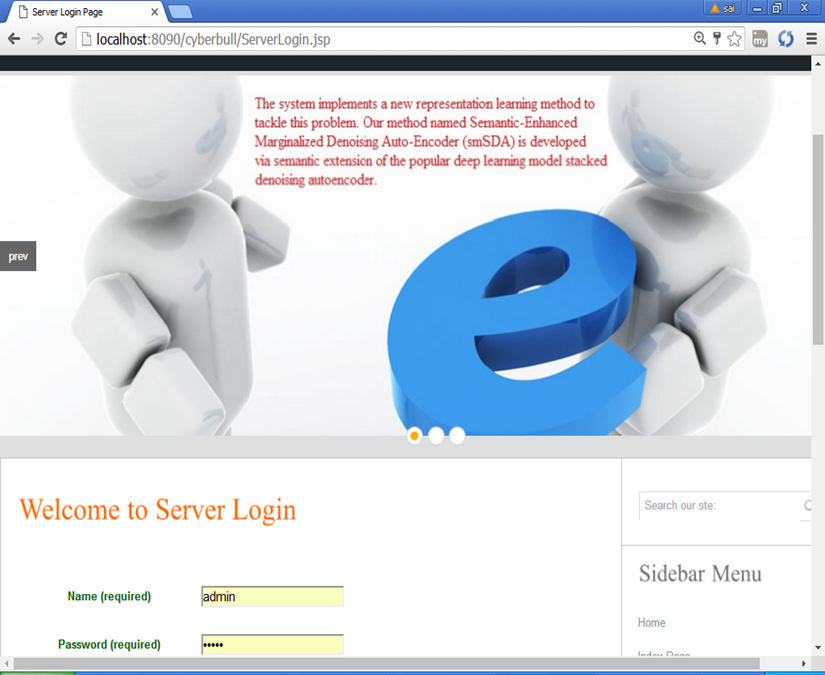 Server Login Page
sai
localhost:8090/cyberbull/ServerLogin.jsp
my
The system implements a new representation learning method to
tackle this problem. Our method named Semantic-Enhanced
Marginalized Denoising Auto-Encoder (smSDA) is developed
via semantic extension of the popular deep learning model stacked
denoising autoencoder.
prev
Welcome to Server Login
Search our ste:
Sidebar Menu
Name (required)
admin
Home
Password (required)
•••••
Index Page